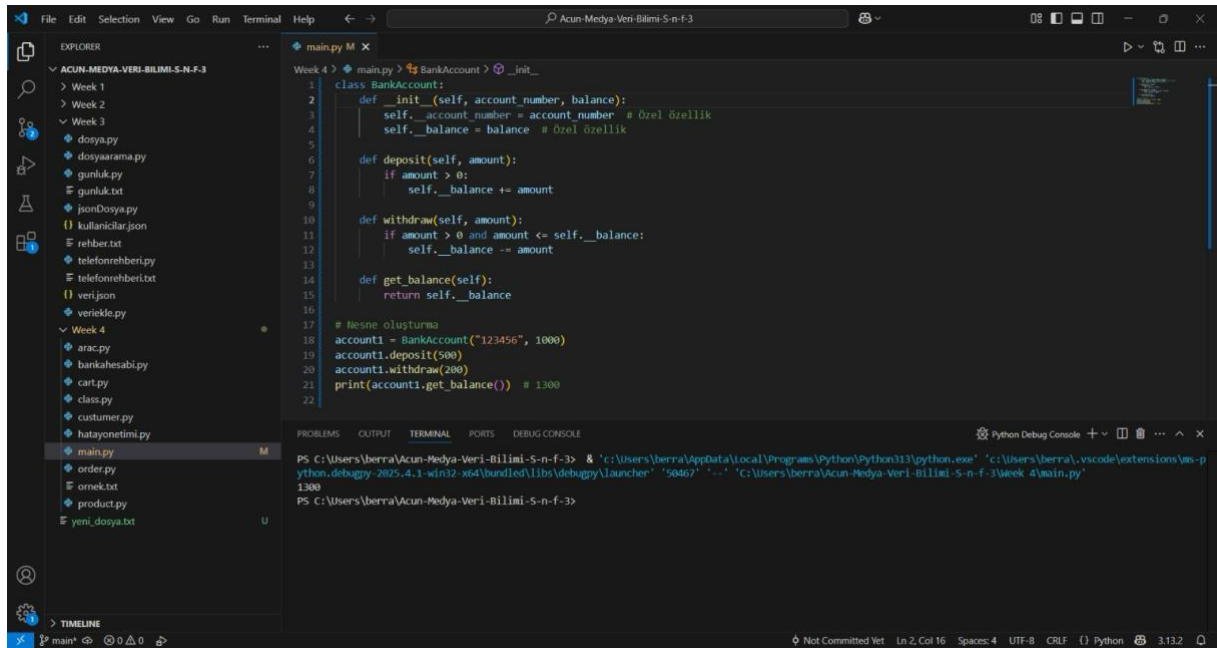 File Edit Selection View Go Run Terminal Help
Acun-Medya-Veri-Bilimi-S-n-f-3
EXPLORER
ACUN-MEDYA-VERI-BILIMI-S-N-F-3
Week 1
Week 2
Week 3
dosya.py
dosyaarama.py
gunluk.py
gunluk.txt
jsonDosya.py
{} kullanicilar.json
rehber.txt
telefonrehberi.py
telefonrehberi.txt
{} veri.json
veriekle.py
Week 4
arac.py
bankahesabi.py
cart.py
class.py
custumer.py
hatayonetimi.py
main.py M
order.py
ornek.txt
product.py
yeni_dosya.txt U
TIMELINE
main.py M X
Week 4 > main.py > BankAccount > __init__
1 class BankAccount:
2 def __init__(self, account_number, balance):
3 self.__account_number = account_number # Özel özellik
4 self.__balance = balance # Özel özellik
5
6 def deposit(self, amount):
7 if amount > 0:
8 self.__balance += amount
9
10 def withdraw(self, amount):
11 if amount > 0 and amount <= self.__balance:
12 self.__balance -= amount
13
14 def get_balance(self):
15 return self.__balance
16
17 # Nesne oluşturma
18 account1 = BankAccount("123456", 1000)
19 account1.deposit(500)
20 account1.withdraw(200)
21 print(account1.get_balance()) # 1300
22
PROBLEMS OUTPUT TERMINAL PORTS DEBUG CONSOLE
Python Debug Console
PS C:\Users\berra\Acun-Medya-Veri-Bilimi-S-n-f-3> & 'c:\Users\berra\AppData\Local\Programs\Python\Python313\python.exe' 'c:\Users\berra\.vscode\extensions\ms-p
ython.debugpy-2025.4.1-win32-x64\bundled\libs\debugpy\launcher' '50467' '--' 'C:\Users\berra\Acun-Medya-Veri-Bilimi-S-n-f-3\Week 4\main.py'
1300
PS C:\Users\berra\Acun-Medya-Veri-Bilimi-S-n-f-3>
main* 0 0 Not Committed Yet Ln 2, Col 16 Spaces: 4 UTF-8 CRLF {} Python 3.13.2